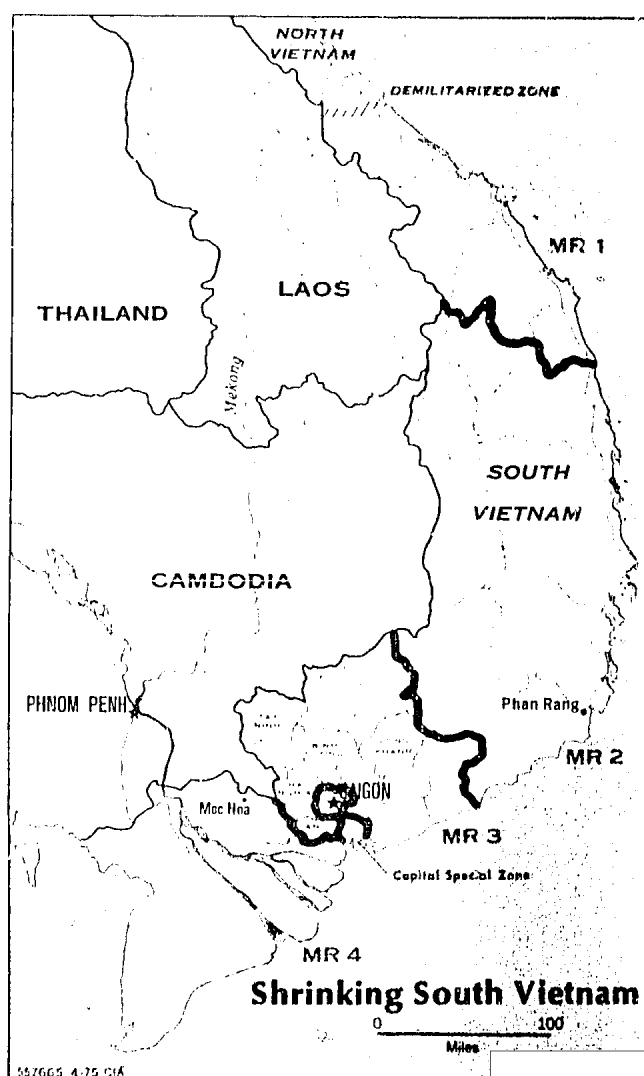 NORTH
VIETNAM
DEMILITARIZED ZONE
MR 1
LAOS
THAILAND
Mekong
SOUTH
VIETNAM
CAMBODIA
PHNOM PENH
Phan Rang
MR 2
SAIGON
Moc Hoa
MR 3
Capital Special Zone
MR 4
Shrinking South Vietnam
0 100
Miles
557665 4-75 CIA